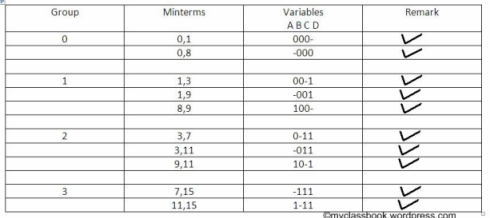 Group Minterms Variables Remark
A B C D
0 0,1 000-
0,8 -000
1 1,3 00-1
1,9 -001
8,9 100-
2 3,7 0-11
3,11 -011
9,11 10-1
3 7,15 -111
11,15 1-11
©myclassbook.wordpress.com